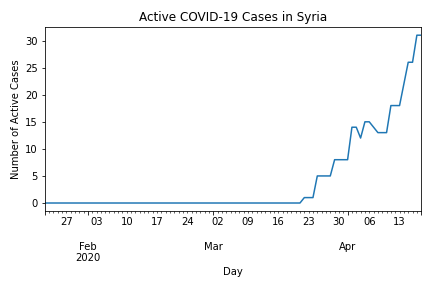 Active COVID-19 Cases in Syria
30
25
20
15
10
5
0
Number of Active Cases
27 03 10 17 24 02 09 16 23 30 06 13
Feb Mar Apr
2020
Day